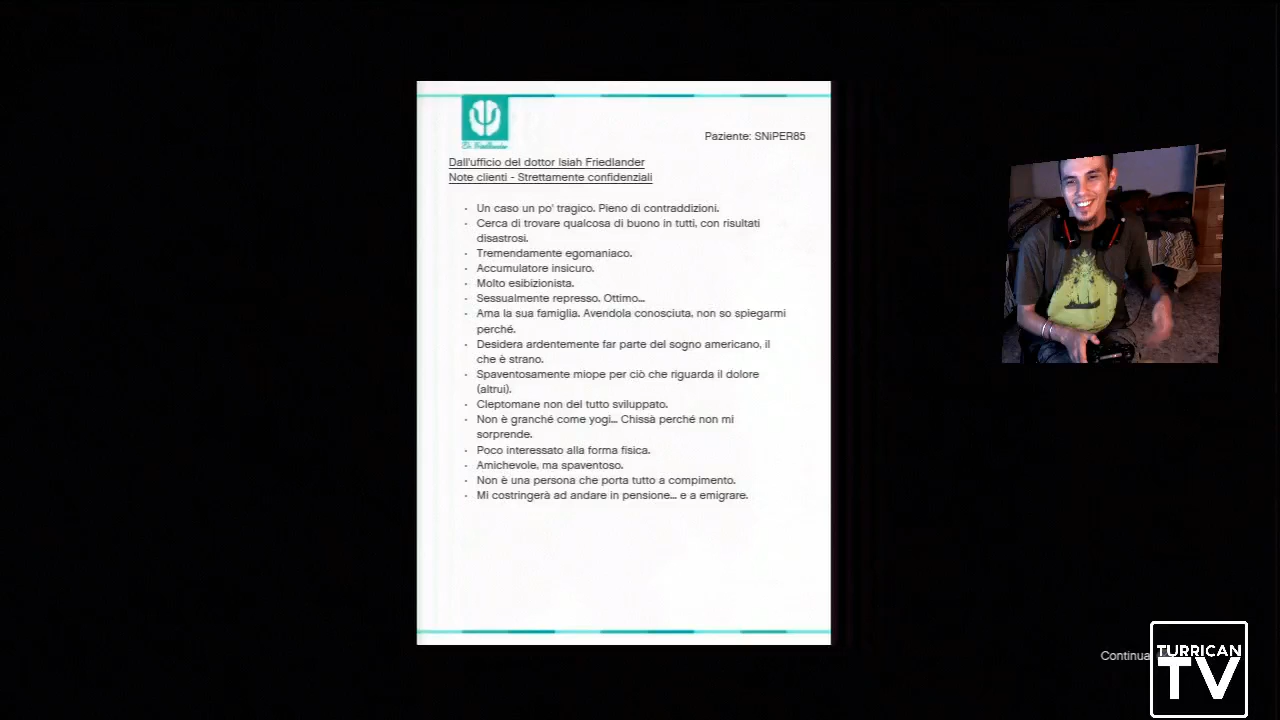 Paziente: SNiPER85
Dr. Friedlander
Dall'ufficio del dottor Isiah Friedlander
Note clienti - Strettamente confidenziali
- Un caso un po' tragico. Pieno di contraddizioni.
- Cerca di trovare qualcosa di buono in tutti, con risultati
disastrosi.
- Tremendamente egomaniaco.
- Accumulatore insicuro.
- Molto esibizionista.
- Sessualmente represso. Ottimo...
- Ama la sua famiglia. Avendola conosciuta, non so spiegarmi
perché.
- Desidera ardentemente far parte del sogno americano, il
che è strano.
- Spaventosamente miope per ciò che riguarda il dolore
(altrui).
- Cleptomane non del tutto sviluppato.
- Non è granché come yogi... Chissà perché non mi
sorprende.
- Poco interessato alla forma fisica.
- Amichevole, ma spaventoso.
- Non è una persona che porta tutto a compimento.
- Mi costringerà ad andare in pensione... e a emigrare.
Continua
TURRICAN
TV